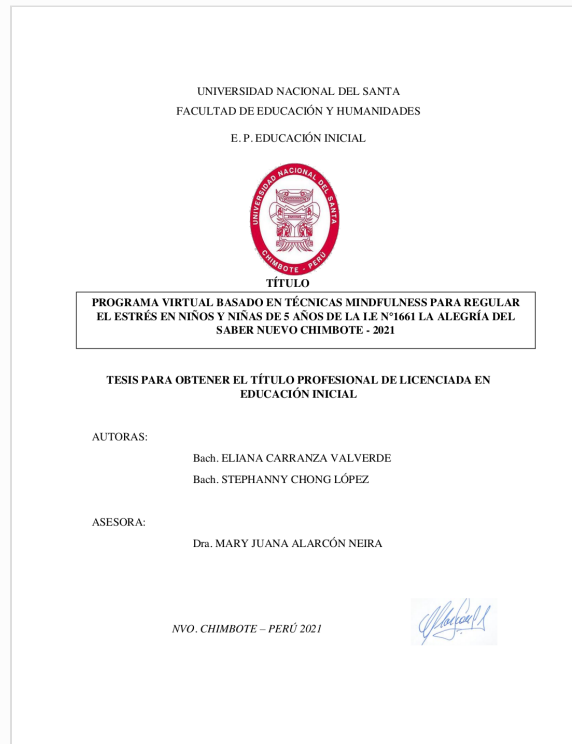 UNIVERSIDAD NACIONAL DEL SANTA
FACULTAD DE EDUCACIÓN Y HUMANIDADES
E. P. EDUCACIÓN INICIAL
UNIVERSIDAD NACIONAL DEL SANTA
CHIMBOTE - PERÚ
TÍTULO
PROGRAMA VIRTUAL BASADO EN TÉCNICAS MINDFULNESS PARA REGULAR
EL ESTRÉS EN NIÑOS Y NIÑAS DE 5 AÑOS DE LA I.E N°1661 LA ALEGRÍA DEL
SABER NUEVO CHIMBOTE - 2021
TESIS PARA OBTENER EL TÍTULO PROFESIONAL DE LICENCIADA EN
EDUCACIÓN INICIAL
AUTORAS:
Bach. ELIANA CARRANZA VALVERDE
Bach. STEPHANNY CHONG LÓPEZ
ASESORA:
Dra. MARY JUANA ALARCÓN NEIRA
NVO. CHIMBOTE – PERÚ 2021